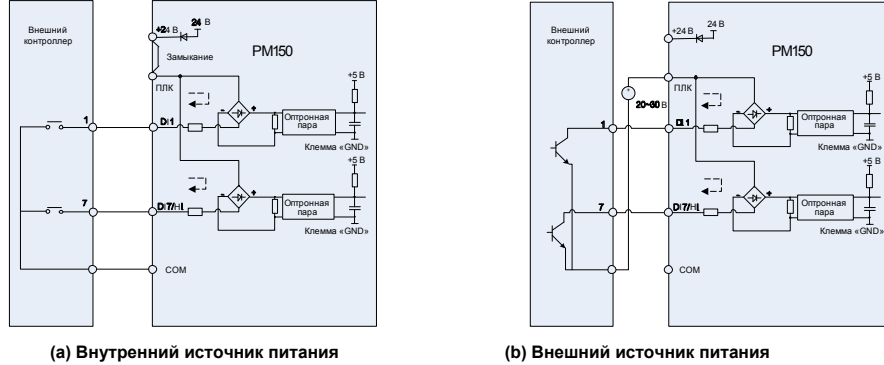 Внешний
контроллер
+24 В
24 В
Замыкание
PM150
ПЛК
+5 В
1
DI1
- +
Оптронная
пара
Клемма «GND»
+5 В
7
DI7/HI
- +
Оптронная
пара
Клемма «GND»
COM
(a) Внутренний источник питания
Внешний
контроллер
+24 В
24 В
PM150
ПЛК
20~30 В
+5 В
1
DI1
- +
Оптронная
пара
Клемма «GND»
+5 В
7
DI7/HI
- +
Оптронная
пара
Клемма «GND»
COM
(b) Внешний источник питания